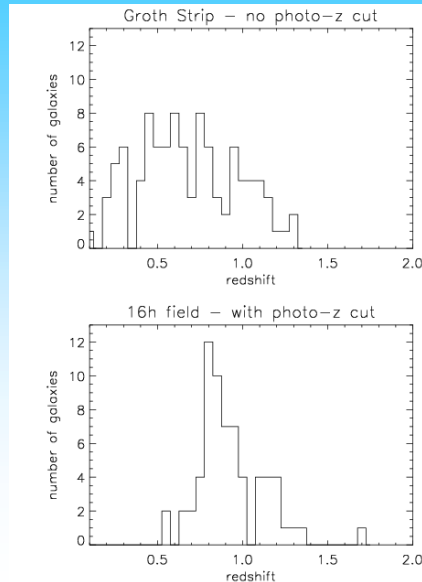 Groth Strip – no photo-z cut
12
10
8
6
4
2
0
number of galaxies
0.5 1.0 1.5 2.0
redshift
16h field – with photo-z cut
12
10
8
6
4
2
0
number of galaxies
0.5 1.0 1.5 2.0
redshift